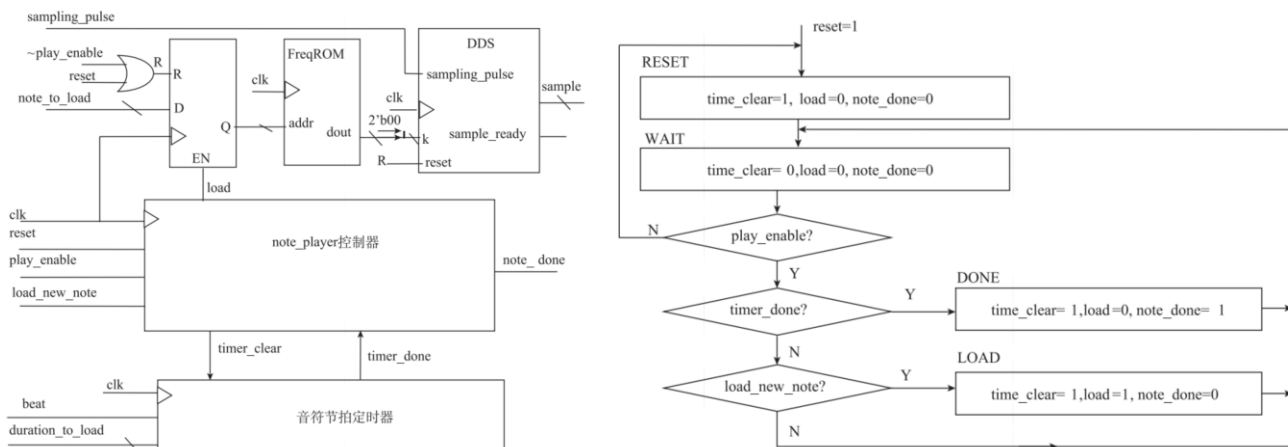 sampling_pulse
~play_enable
reset
note_to_load
R
R
D
Q
EN
load
FreqROM
clk
addr
dout
2'b00
DDS
sampling_pulse
clk
sample
sample_ready
k
R
reset
clk
reset
play_enable
load_new_note
note_player控制器
note_ done
timer_clear
timer_done
clk
beat
duration_to_load
音符节拍定时器
reset=1
RESET
time_clear=1, load=0, note_done=0
WAIT
time_clear= 0,load=0, note_done=0
N
play_enable?
Y
timer_done?
Y
DONE
time_clear= 1,load=0, note_done= 1
N
load_new_note?
Y
LOAD
time_clear= 1,load=1, note_done=0
N